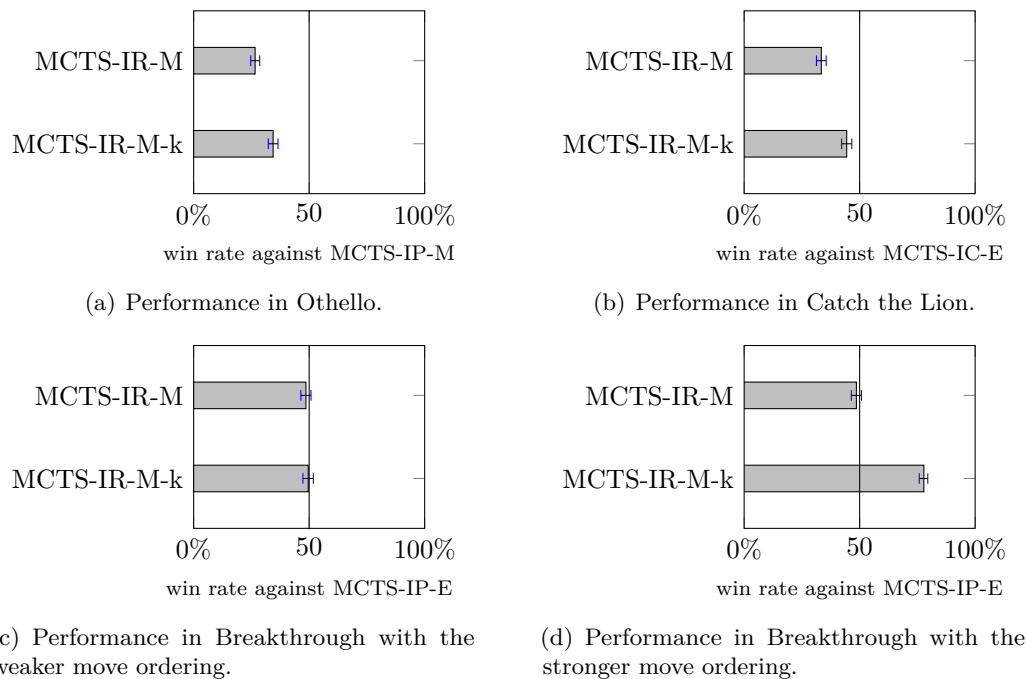 MCTS-IR-M
MCTS-IR-M-k
0% 50 100%
win rate against MCTS-IP-M
(a) Performance in Othello.
MCTS-IR-M
MCTS-IR-M-k
0% 50 100%
win rate against MCTS-IC-E
(b) Performance in Catch the Lion.
MCTS-IR-M
MCTS-IR-M-k
0% 50 100%
win rate against MCTS-IP-E
c) Performance in Breakthrough with the
weaker move ordering.
MCTS-IR-M
MCTS-IR-M-k
0% 50 100%
win rate against MCTS-IP-E
(d) Performance in Breakthrough with the
stronger move ordering.